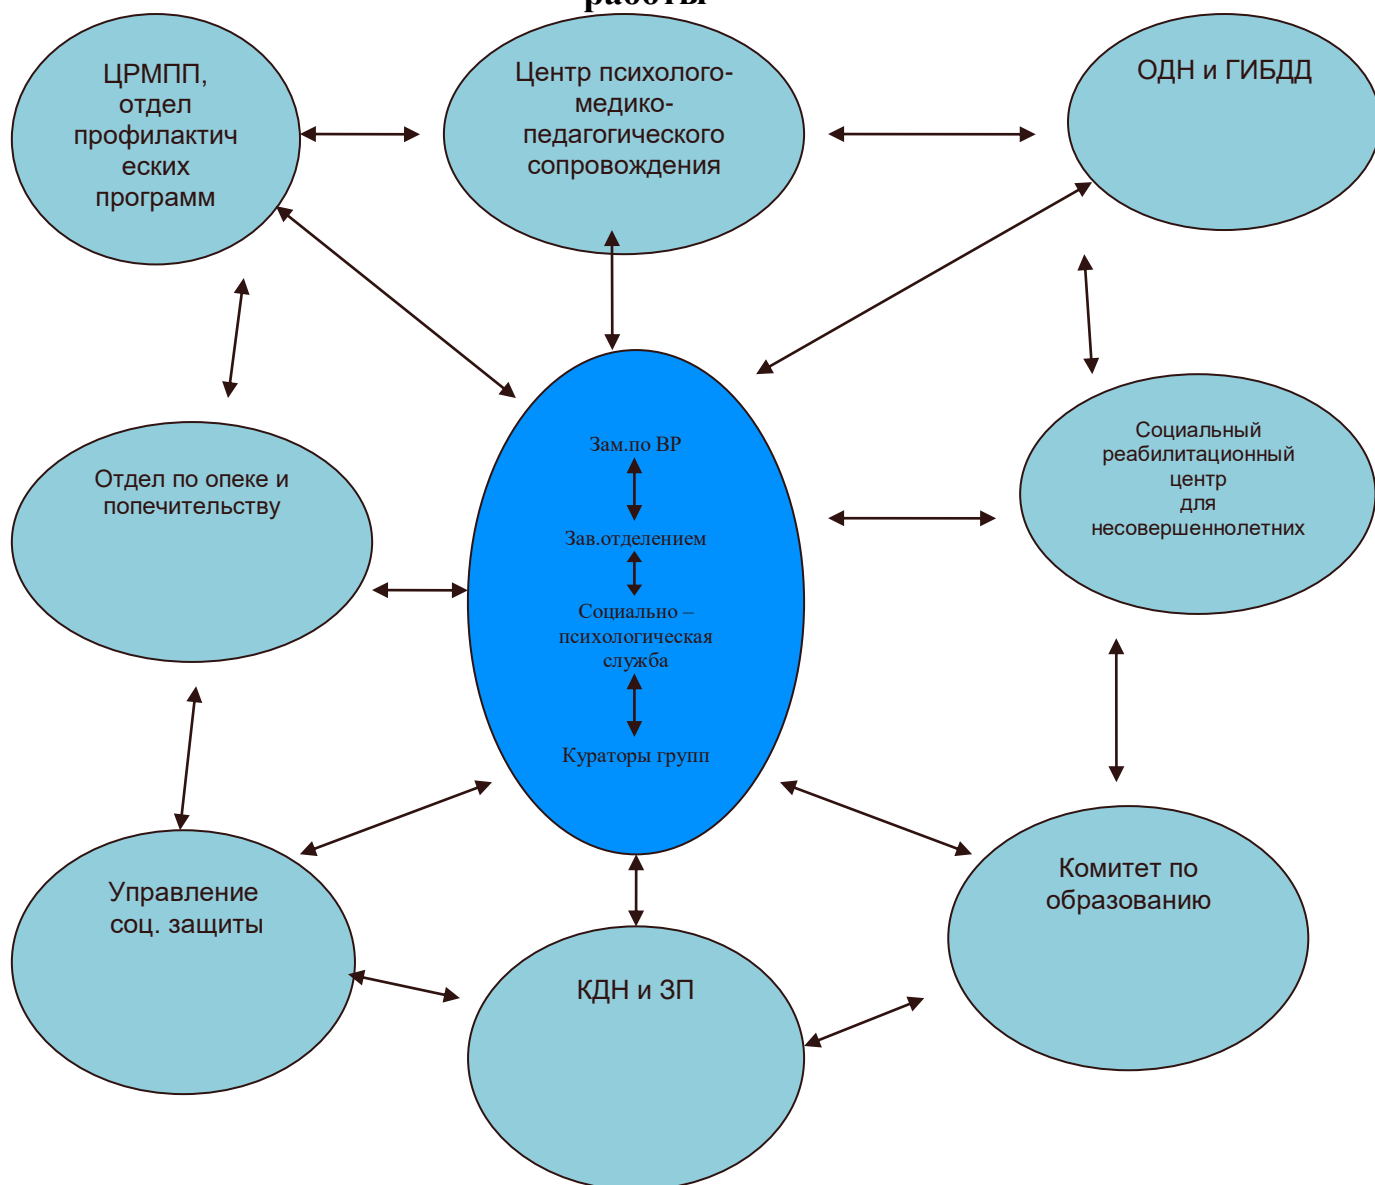 работы
ЦРМПП,
отдел
профилактич
еских
программ
Центр психолого-
медико-
педагогического
сопровождения
ОДН и ГИБДД
Отдел по опеке и
попечительству
Зам.по ВР
Зав.отделением
Социально –
психологическая
служба
Кураторы групп
Социальный
реабилитационный
центр
для
несовершеннолетних
Управление
соц. защиты
КДН и ЗП
Комитет по
образованию